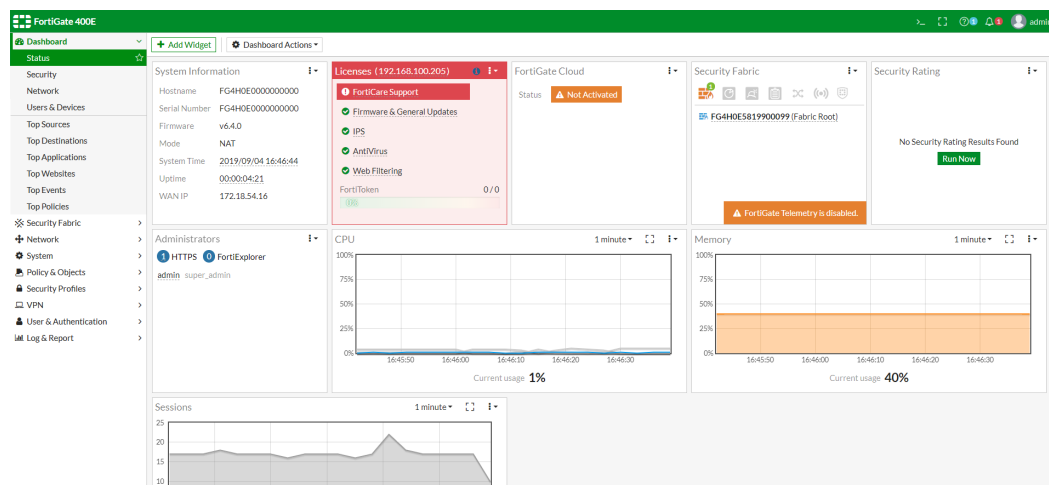 FortiGate 400E
>_
1
1
admin
Dashboard
Status
Security
Network
Users & Devices
Top Sources
Top Destinations
Top Applications
Top Websites
Top Events
Top Policies
Security Fabric
Network
System
Policy & Objects
Security Profiles
VPN
User & Authentication
Log & Report
+ Add Widget
Dashboard Actions
System Information
Hostname FG4H0E0000000000
Serial Number FG4H0E0000000000
Firmware v6.4.0
Mode NAT
System Time 2019/09/04 16:46:44
Uptime 00:00:04:21
WAN IP 172.18.54.16
Licenses (192.168.100.205)
FortiCare Support
Firmware & General Updates
IPS
AntiVirus
Web Filtering
FortiToken 0 / 0
FortiGate Cloud
Status Not Activated
Security Fabric
1
FG4H0E5819900099 (Fabric Root)
FortiGate Telemetry is disabled.
Security Rating
No Security Rating Results Found
Run Now
Administrators
1 HTTPS 0 FortiExplorer
admin super_admin
CPU 1 minute
100%
75%
50%
25%
0%
16:45:50 16:46:00 16:46:10 16:46:20 16:46:30
Current usage 1%
Memory 1 minute
100%
75%
50%
25%
0%
16:45:50 16:46:00 16:46:10 16:46:20 16:46:30
Current usage 40%
Sessions 1 minute
25
20
15
10